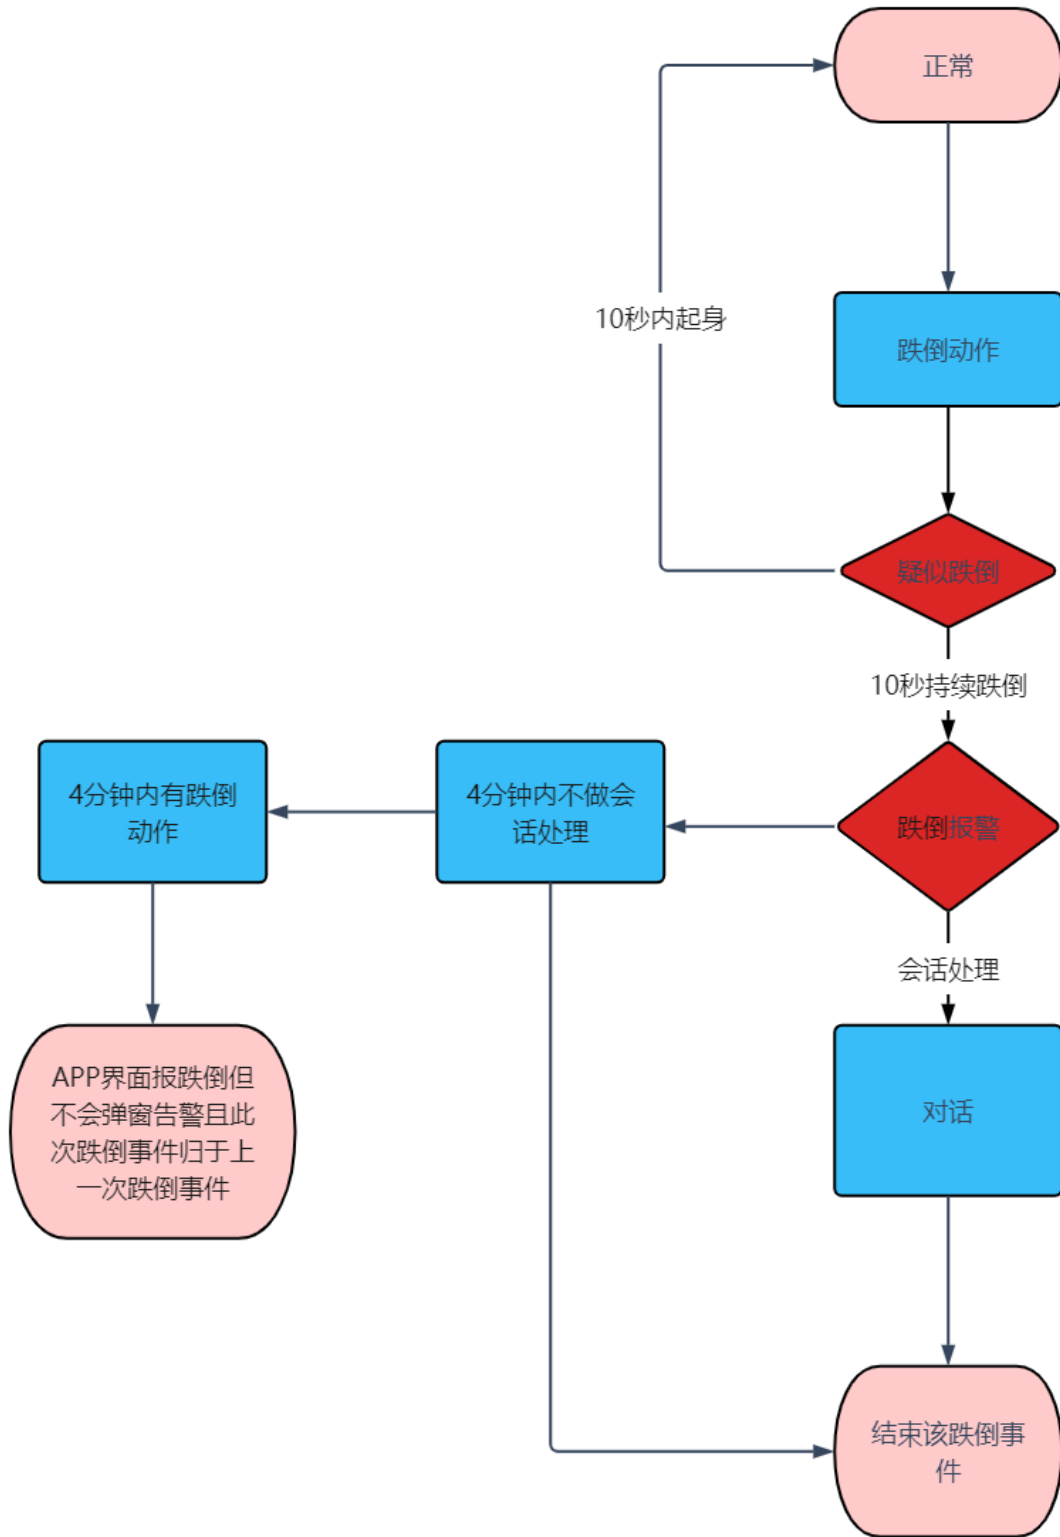 正常
10秒内起身
跌倒动作
疑似跌倒
10秒持续跌倒
4分钟内有跌倒
动作
4分钟内不做会
话处理
跌倒报警
会话处理
APP界面报跌倒但
不会弹窗告警且此
次跌倒事件归于上
一次跌倒事件
对话
结束该跌倒事
件